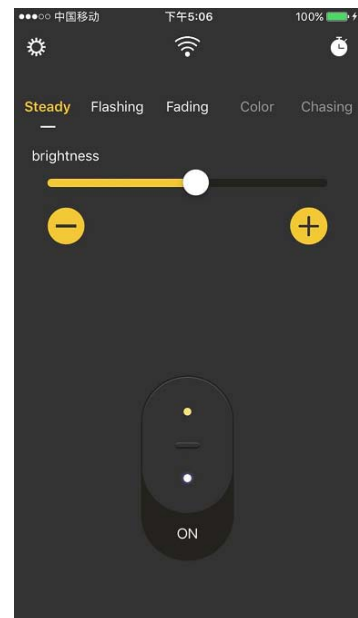 中国移动 下午5:06 100%
Steady Flashing Fading Color Chasing
brightness
ON